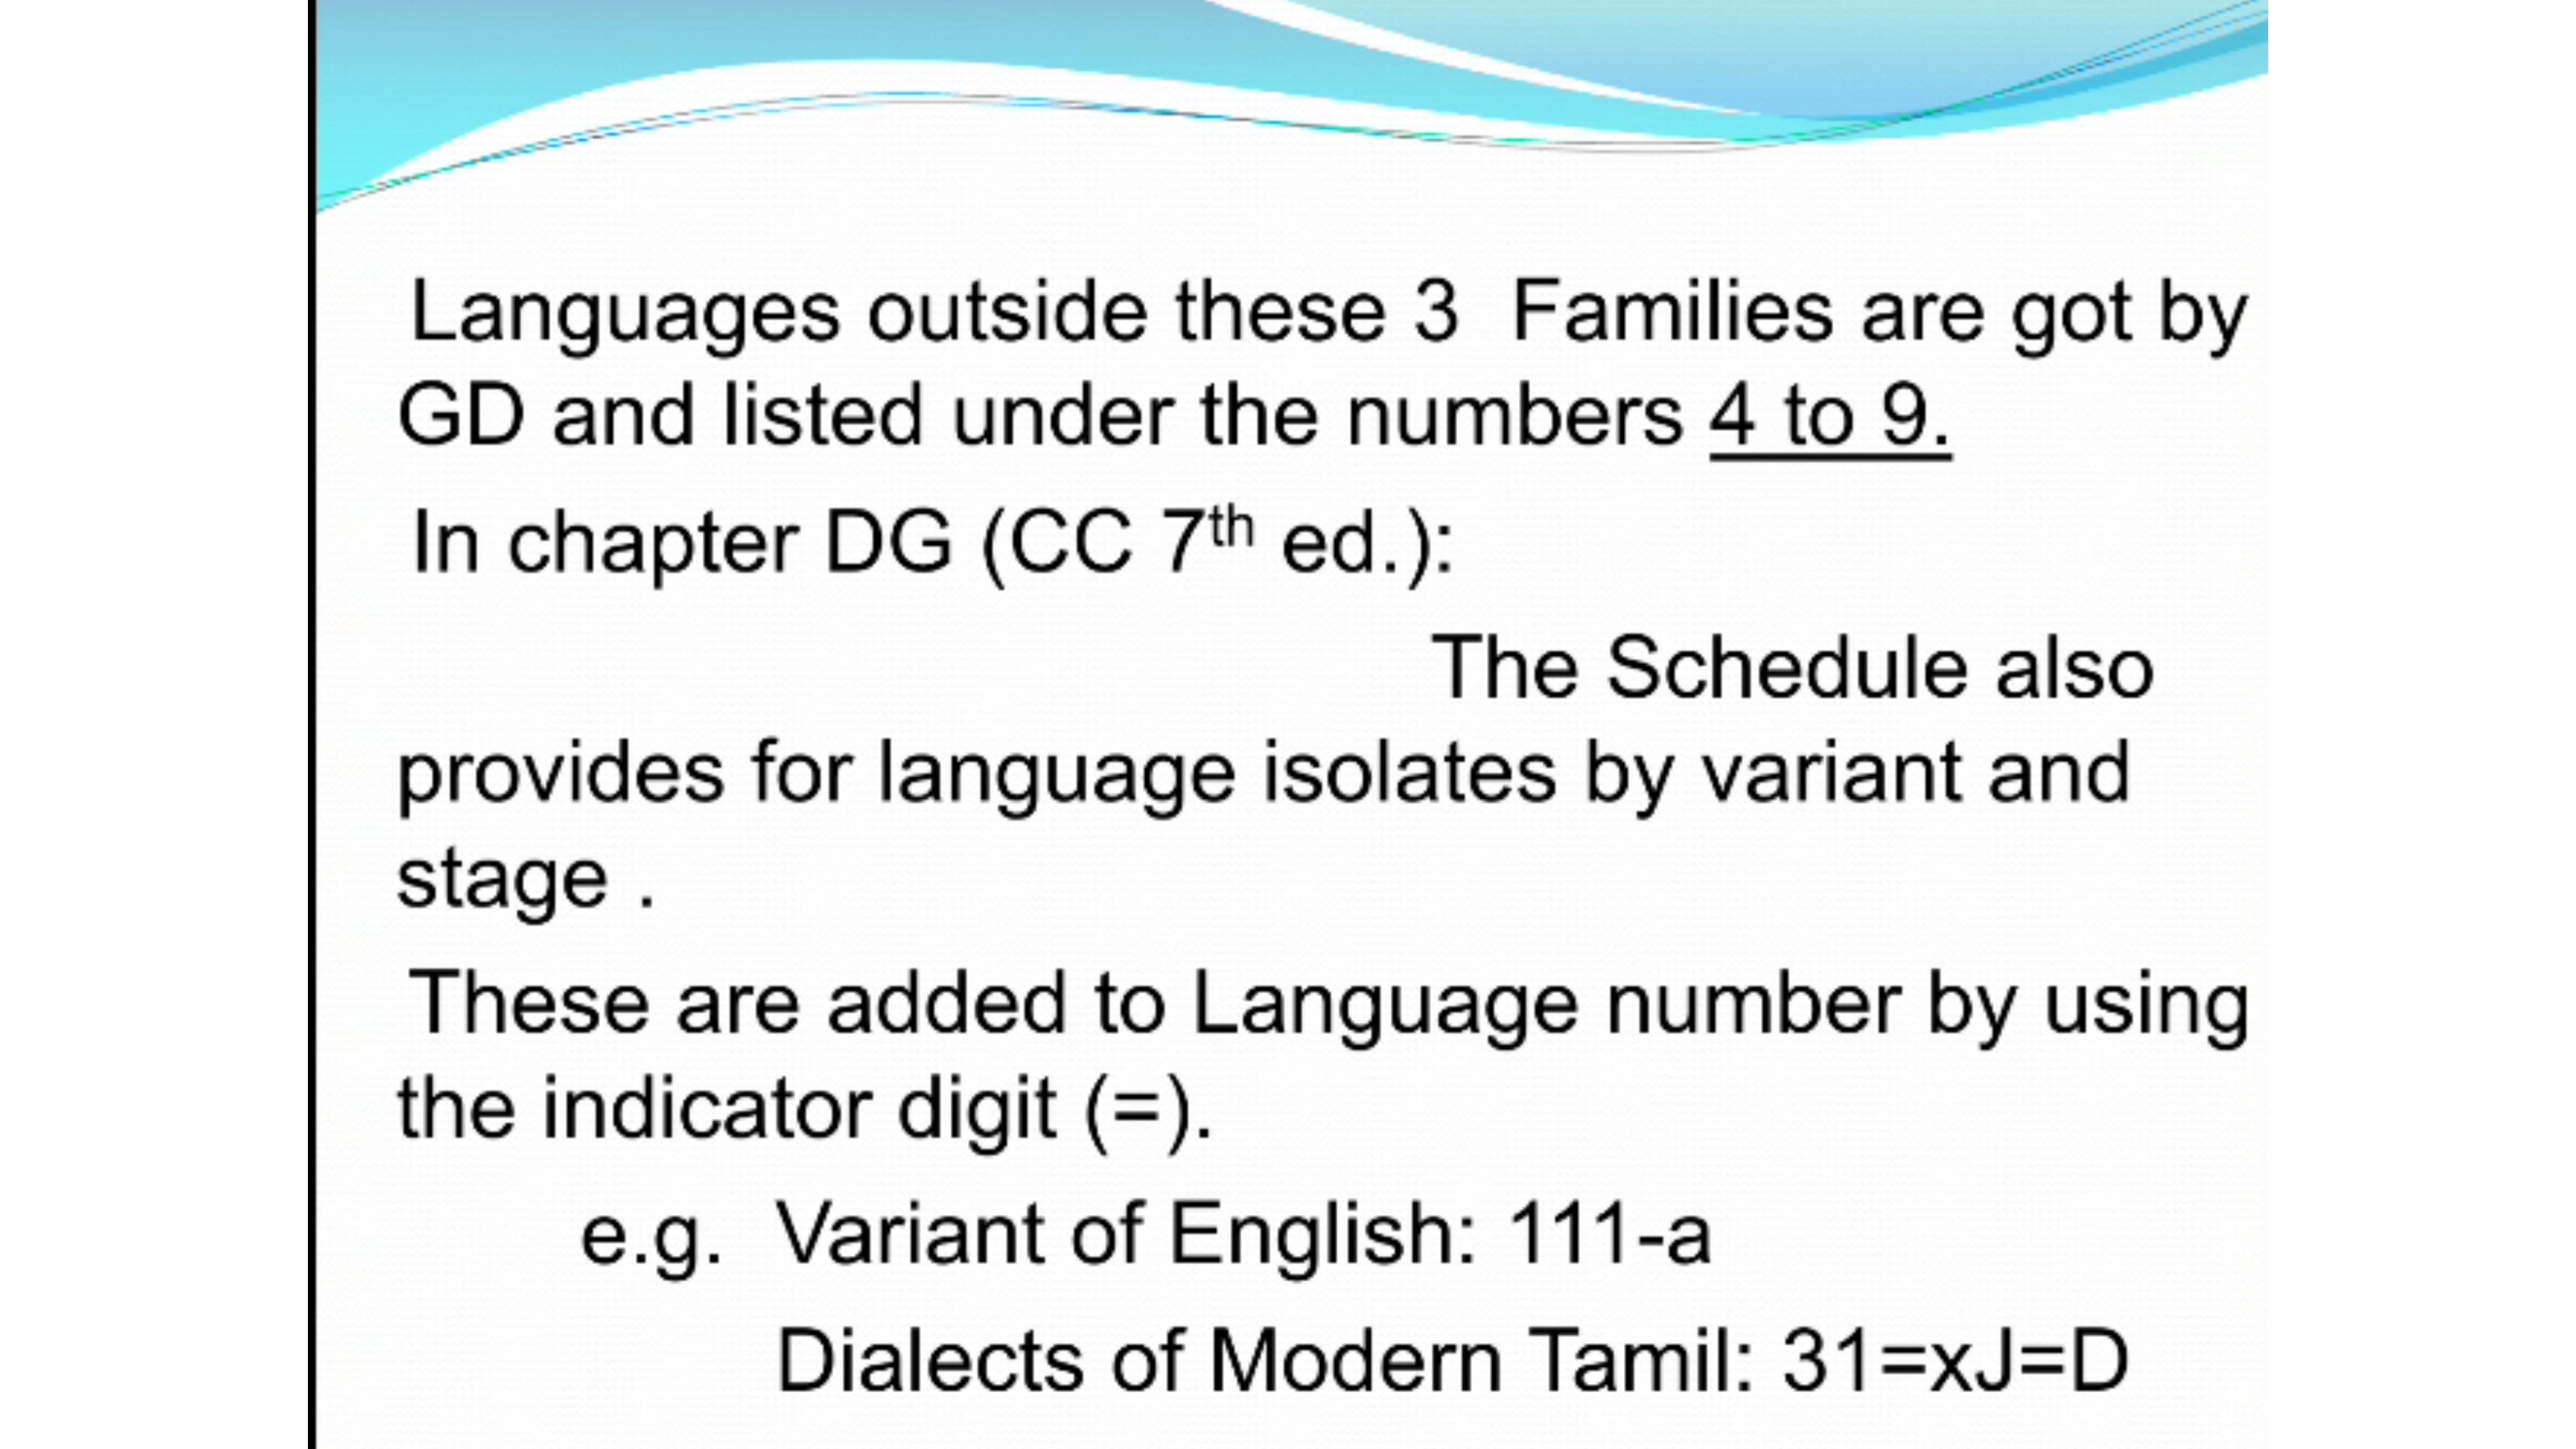 Languages outside these 3 Families are got by
GD and listed under the numbers 4 to 9.
In chapter DG (CC 7th ed.):
The Schedule also
provides for language isolates by variant and
stage .
These are added to Language number by using
the indicator digit (=).
e.g. Variant of English: 111-a
Dialects of Modern Tamil: 31=xJ=D